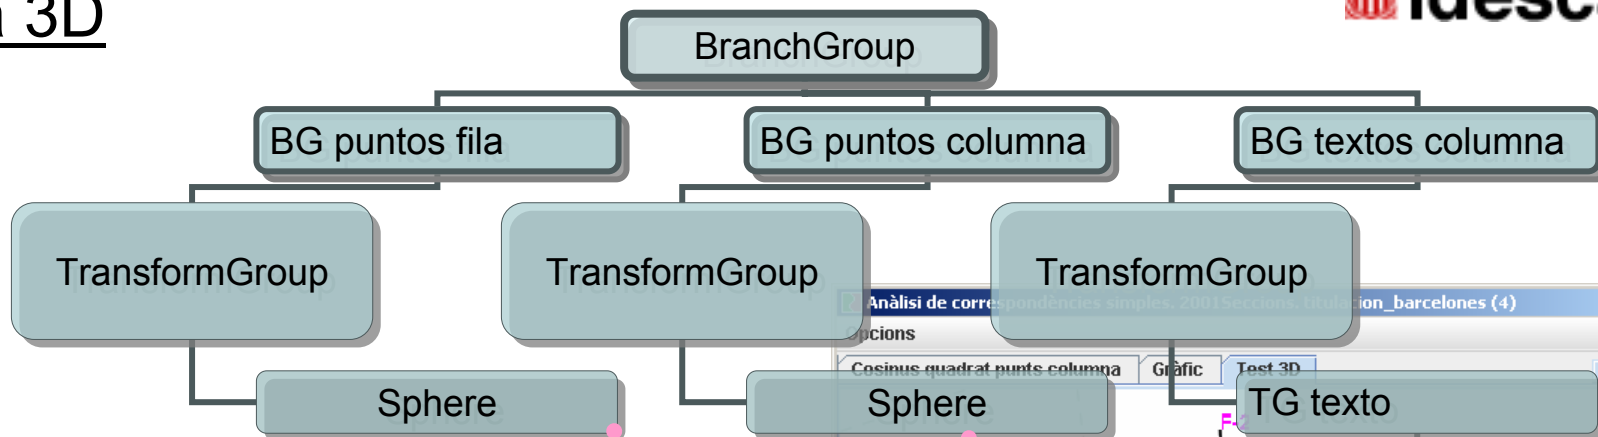 3D
BranchGroup
BG puntos fila
BG puntos columna
BG textos columna
TransformGroup
TransformGroup
TransformGroup
Anàlisi de correspondències simples. 2001Seccions. titulacion_barcelones (4)
Opcions
Cosinus quadrat punts columna
Gràfic
Test 3D
Sphere
Sphere
TG texto